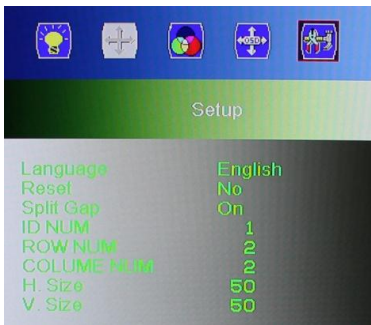 OSD
Setup
Language English
Reset No
Split Gap On
ID NUM 1
ROW NUM 2
COLUME NUM 2
H. Size 50
V. Size 50